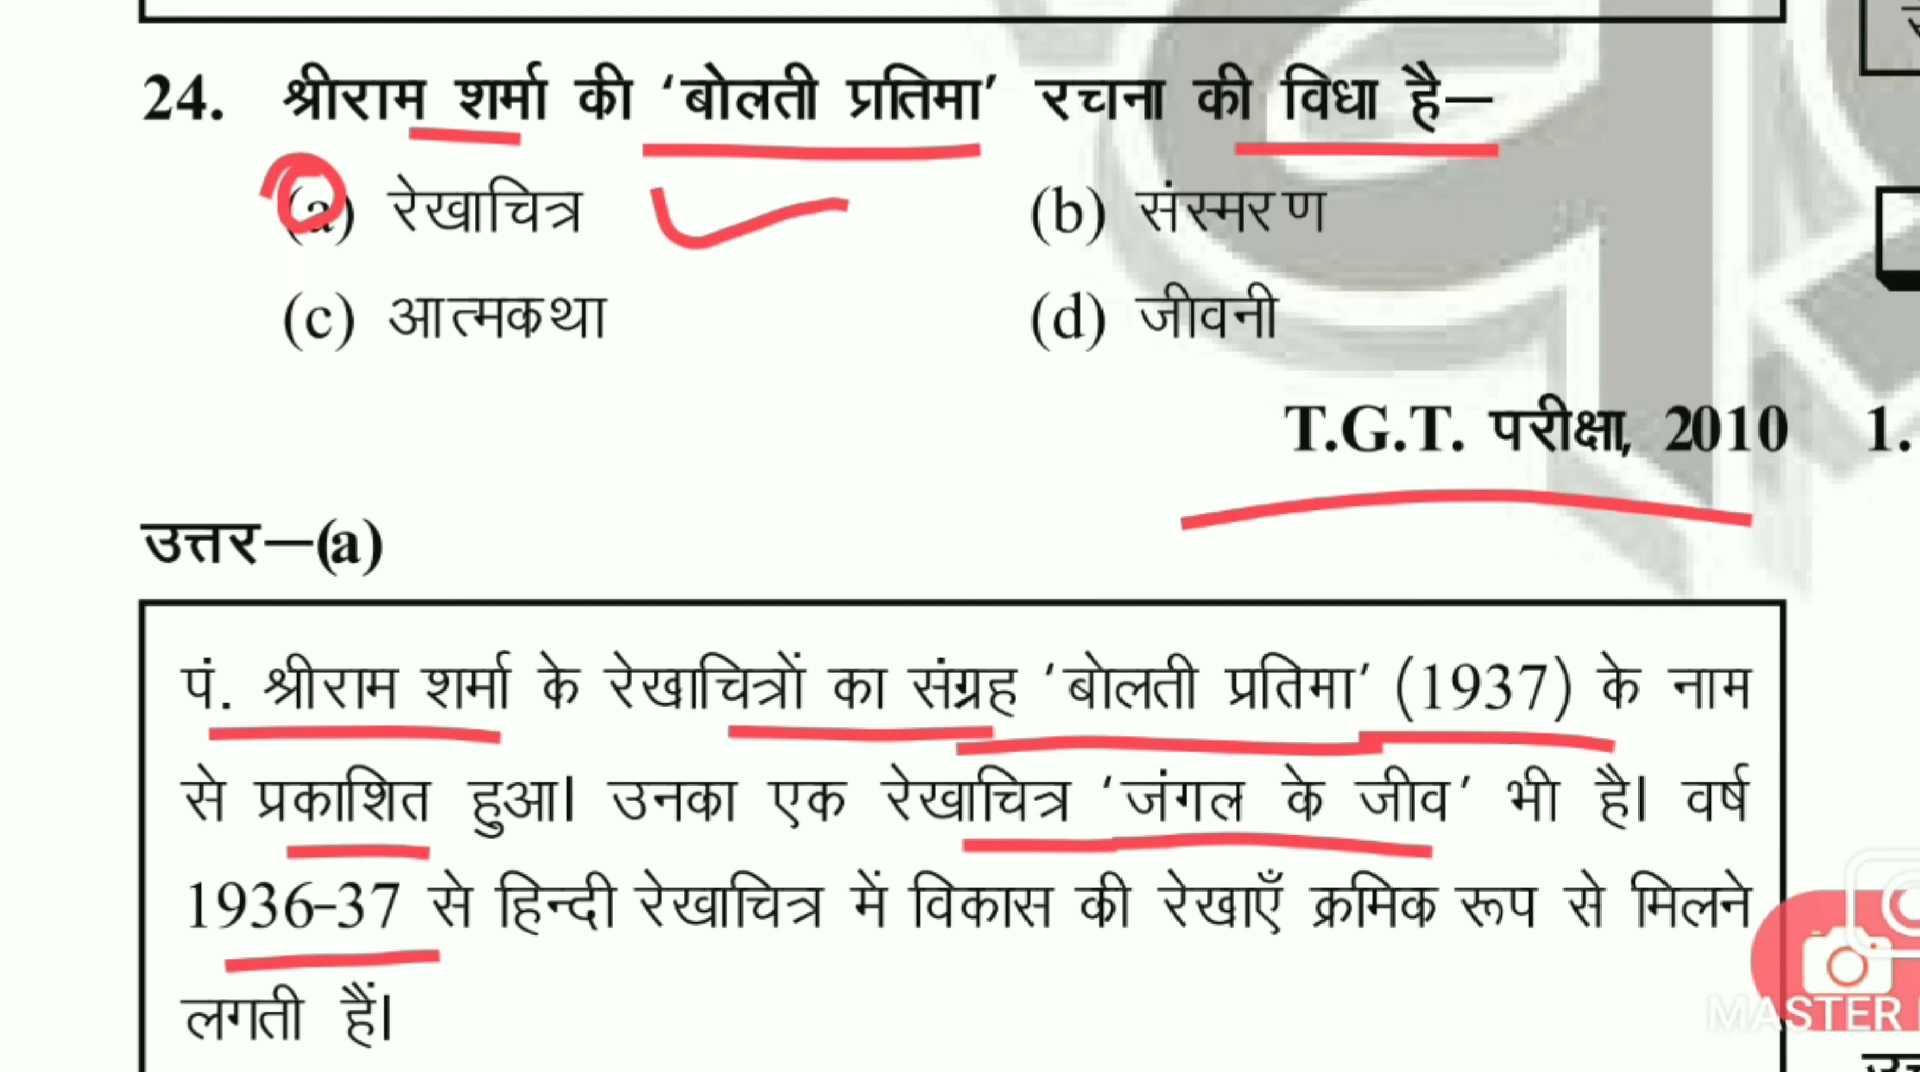 24. श्रीराम शर्मा की ‘बोलती प्रतिमा’ रचना की विधा है—
(a) रेखाचित्र (b) संस्मरण
(c) आत्मकथा (d) जीवनी
T.G.T. परीक्षा, 2010
1.
उत्तर—(a)
पं. श्रीराम शर्मा के रेखाचित्रों का संग्रह ‘बोलती प्रतिमा’ (1937) के नाम
से प्रकाशित हुआ। उनका एक रेखाचित्र ‘जंगल के जीव’ भी है। वर्ष
1936-37 से हिन्दी रेखाचित्र में विकास की रेखाएँ क्रमिक रूप से मिलने
लगती हैं।
MASTER